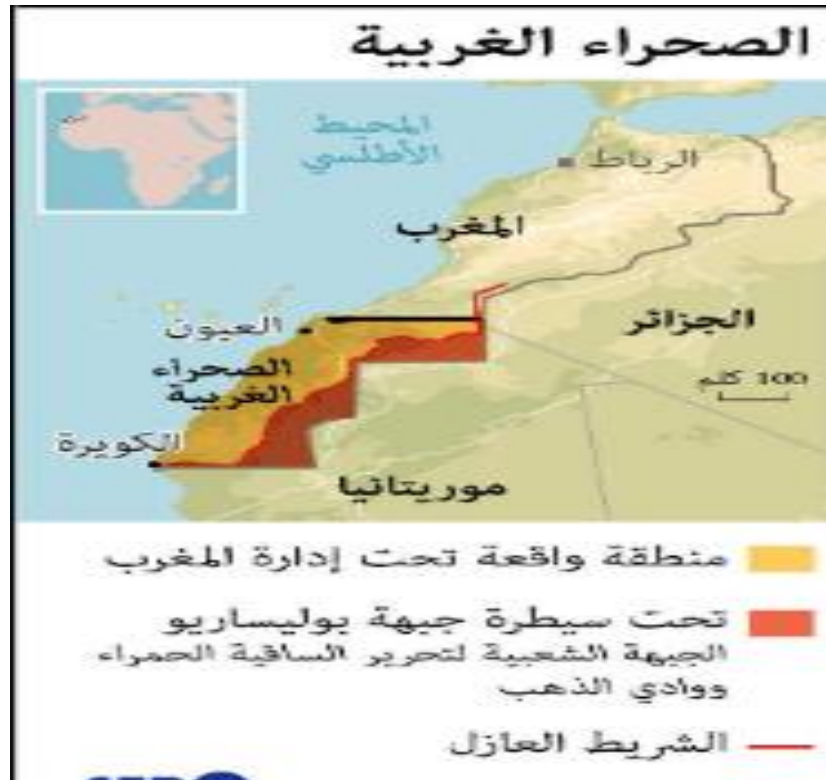 الصحراء الغربية
المحيط
الأطلسي
الرباط
المغرب
الجزائر
العيون
الصحراء
الغربية
100 كلم
الكويرة
موريتانيا
منطقة واقعة تحت إدارة المغرب
تحت سيطرة جبهة بوليساريو
الجبهة الشعبية لتحرير الساقية الحمراء
ووادي الذهب
الشريط العازل